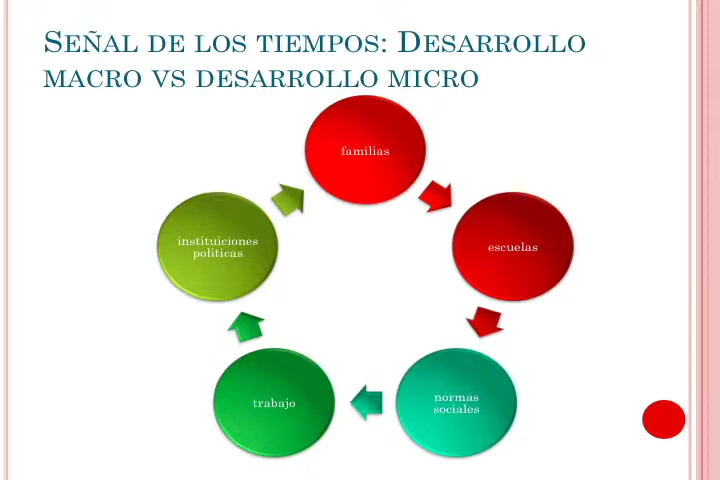 SEÑAL DE LOS TIEMPOS: DESARROLLO
MACRO VS DESARROLLO MICRO
familias
escuelas
normas
sociales
trabajo
instituiciones
politicas